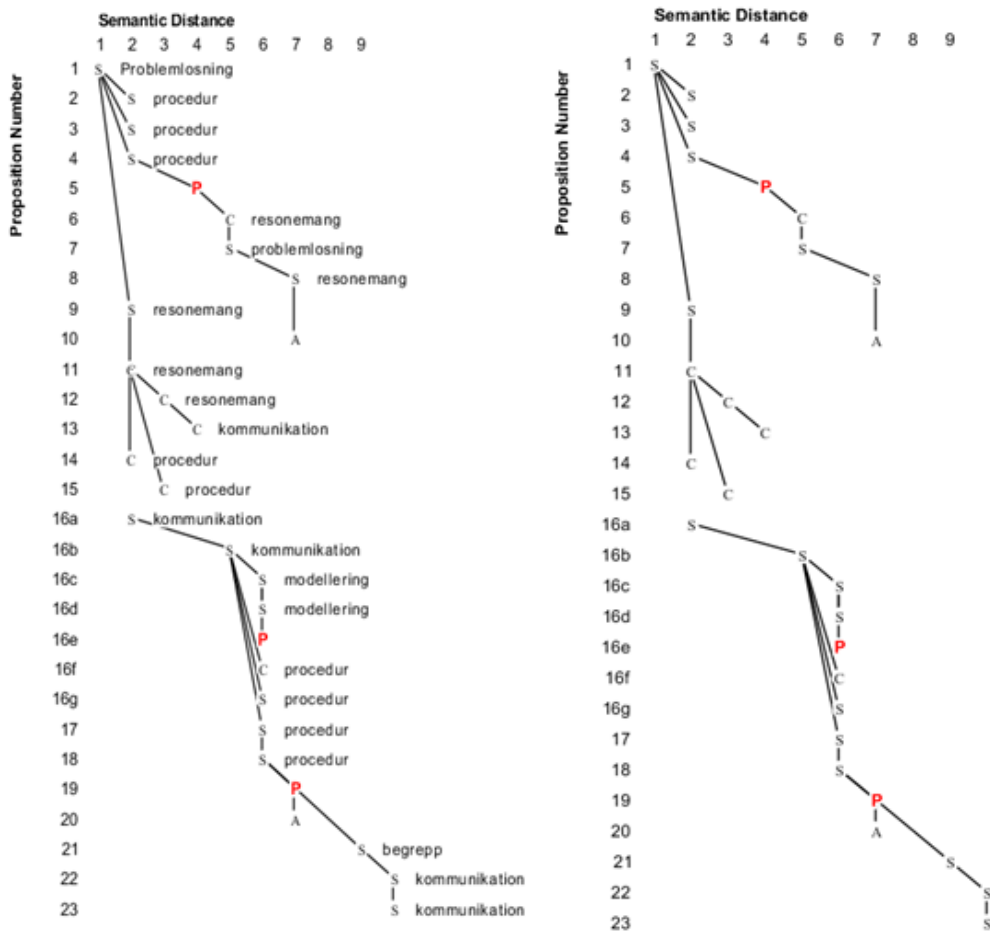 Semantic Distance
1 2 3 4 5 6 7 8 9
Proposition Number
1 S Problemlosning
2 S procedur
3 S procedur
4 S procedur
5 P
6 C resonemang
7 S problemlosning
8 S resonemang
9 S resonemang
10 A
11 C resonemang
12 C resonemang
13 C kommunikation
14 C procedur
15 C procedur
16a S kommunikation
16b S kommunikation
16c S modellering
16d S modellering
16e P
16f C procedur
16g S procedur
17 S procedur
18 S procedur
19 P
20 A
21 S begrepp
22 S kommunikation
23 S kommunikation
Semantic Distance
1 2 3 4 5 6 7 8 9
Proposition Number
1 S
2 S
3 S
4 S
5 P
6 C
7 S
8 S
9 S
10 A
11 C
12 C
13 C
14 C
15 C
16a S
16b S
16c S
16d S
16e P
16f C
16g S
17 S
18 S
19 P
20 A
21 S
22 S
23 S